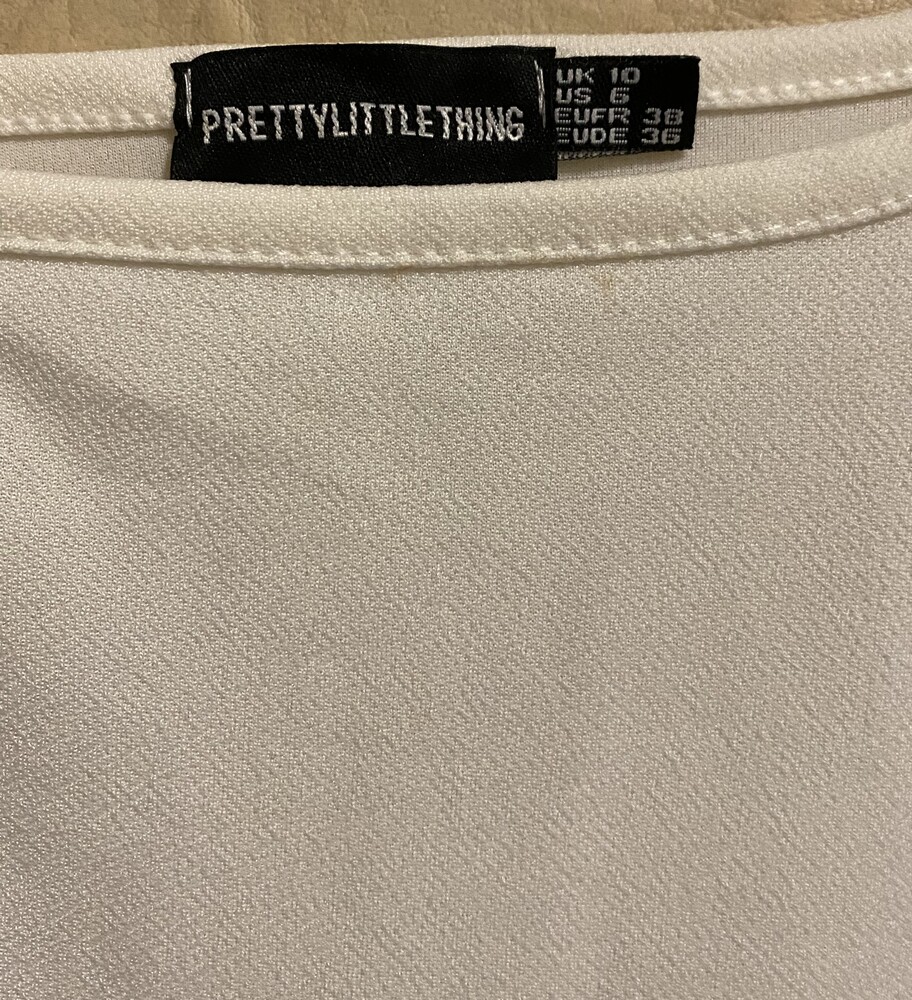 PRETTYLITTLETHING
UK 10
US 6
EUFR 38
EUDE 36